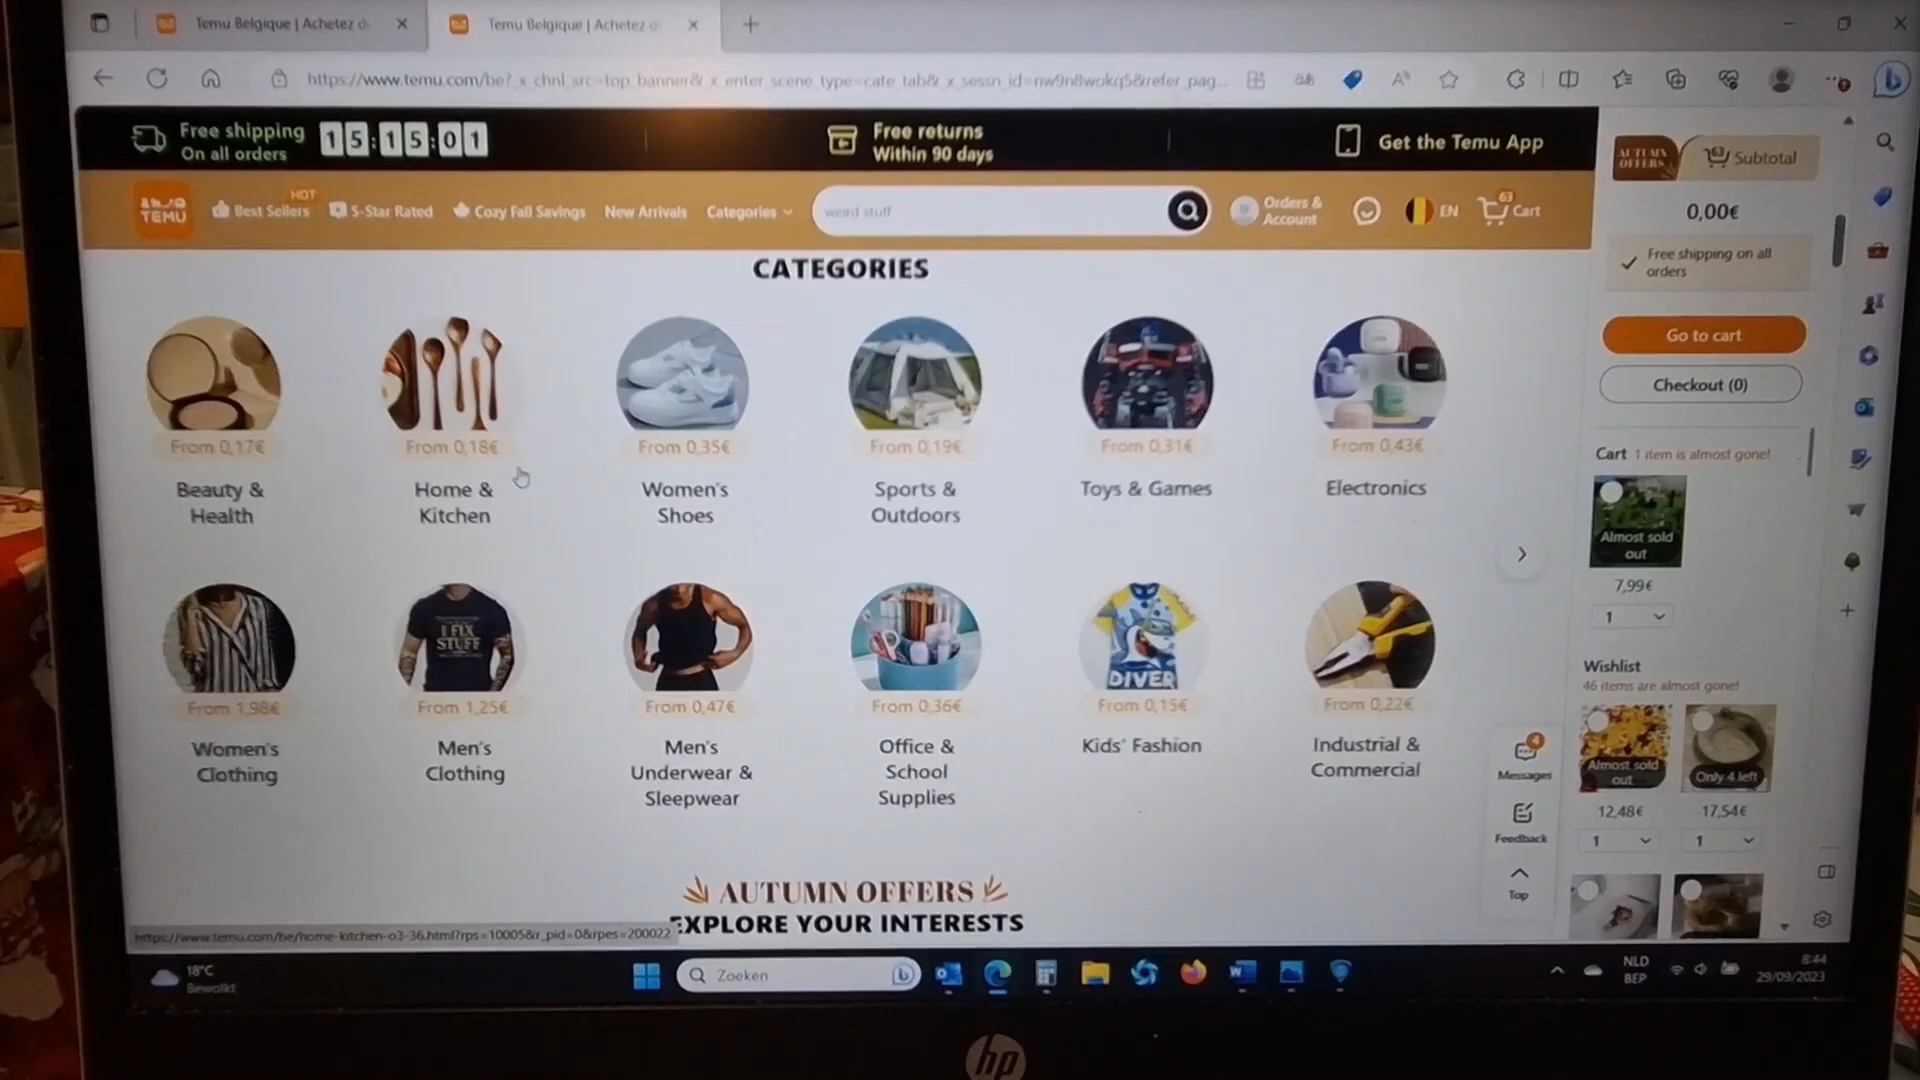 Temu Belgique | Achetez d
Temu Belgique | Achetez d
https://www.temu.com/be?_x_chnl_src=top_banner&_x_enter_scene_type=cate_tab&_x_sessn_id=nw9n8wokq5&refer_pag...
Free shipping
On all orders
15:15:01
Free returns
Within 90 days
Get the Temu App
TEMU
HOT
Best Sellers
5-Star Rated
Cozy Fall Savings
New Arrivals
Categories
weard stuff
Orders &
Account
EN
63
Cart
AUTUMN
OFFERS
63
Subtotal
0,00€
Free shipping on all
orders
Go to cart
Checkout (0)
Cart 1 item is almost gone!
Almost sold
out
7,99€
1
Wishlist
46 items are almost gone!
Almost sold
out
Only 4 left
12,48€
17,54€
1
1
CATEGORIES
From 0,17€
From 0,18€
From 0,35€
From 0,19€
From 0,31€
From 0,43€
Beauty &
Health
Home &
Kitchen
Women's
Shoes
Sports &
Outdoors
Toys & Games
Electronics
I FIX
STUFF
DIVER
From 1,98€
From 1,25€
From 0,47€
From 0,36€
From 0,15€
From 0,22€
Women's
Clothing
Men's
Clothing
Men's
Underwear &
Sleepwear
Office &
School
Supplies
Kids' Fashion
Industrial &
Commercial
4
Messages
Feedback
Top
AUTUMN OFFERS
EXPLORE YOUR INTERESTS
https://www.temu.com/be/home-kitchen-o3-36.html?rps=10005&r_pid=0&rpes=200022
18°C
Bewolkt
Zoeken
NLD
BEP
8:44
29/09/2023
hp